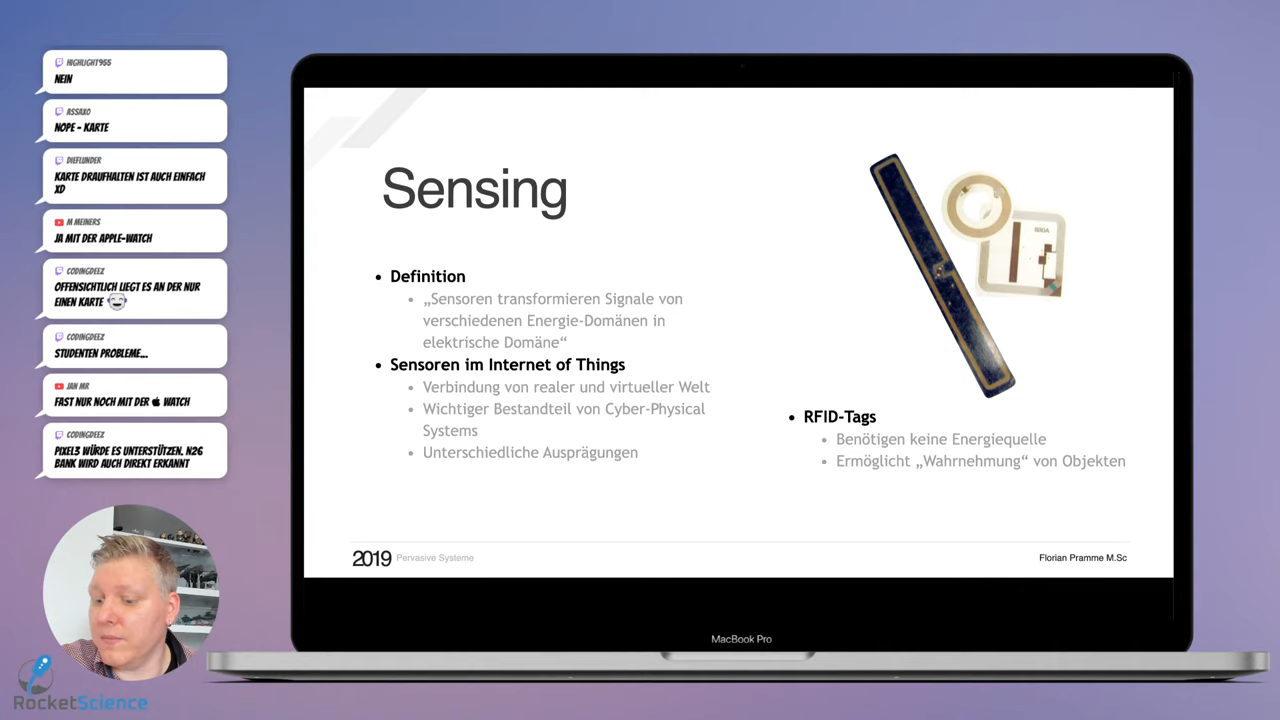 HIGHLIGHT955
NEIN
ASSAXO
NOPE - KARTE
DIEFLUNDER
KARTE DRAUFHALTEN IST AUCH EINFACH
XD
M MEINERS
JA MIT DER APPLE-WATCH
CODINGDEEZ
OFFENSICHTLICH LIEGT ES AN DER NUR
EINEN KARTE
CODINGDEEZ
STUDENTEN PROBLEME...
JAN MR
FAST NUR NOCH MIT DER WATCH
CODINGDEEZ
PIXEL3 WÜRDE ES UNTERSTÜTZEN. N26
BANK WIRD AUCH DIREKT ERKANNT
RocketScience
Sensing
• Definition
• „Sensoren transformieren Signale von
verschiedenen Energie-Domänen in
elektrische Domäne“
• Sensoren im Internet of Things
• Verbindung von realer und virtueller Welt
• Wichtiger Bestandteil von Cyber-Physical
Systems
• Unterschiedliche Ausprägungen
• RFID-Tags
• Benötigen keine Energiequelle
• Ermöglicht „Wahrnehmung“ von Objekten
2019 Pervasive Systeme
Florian Pramme M.Sc
MacBook Pro